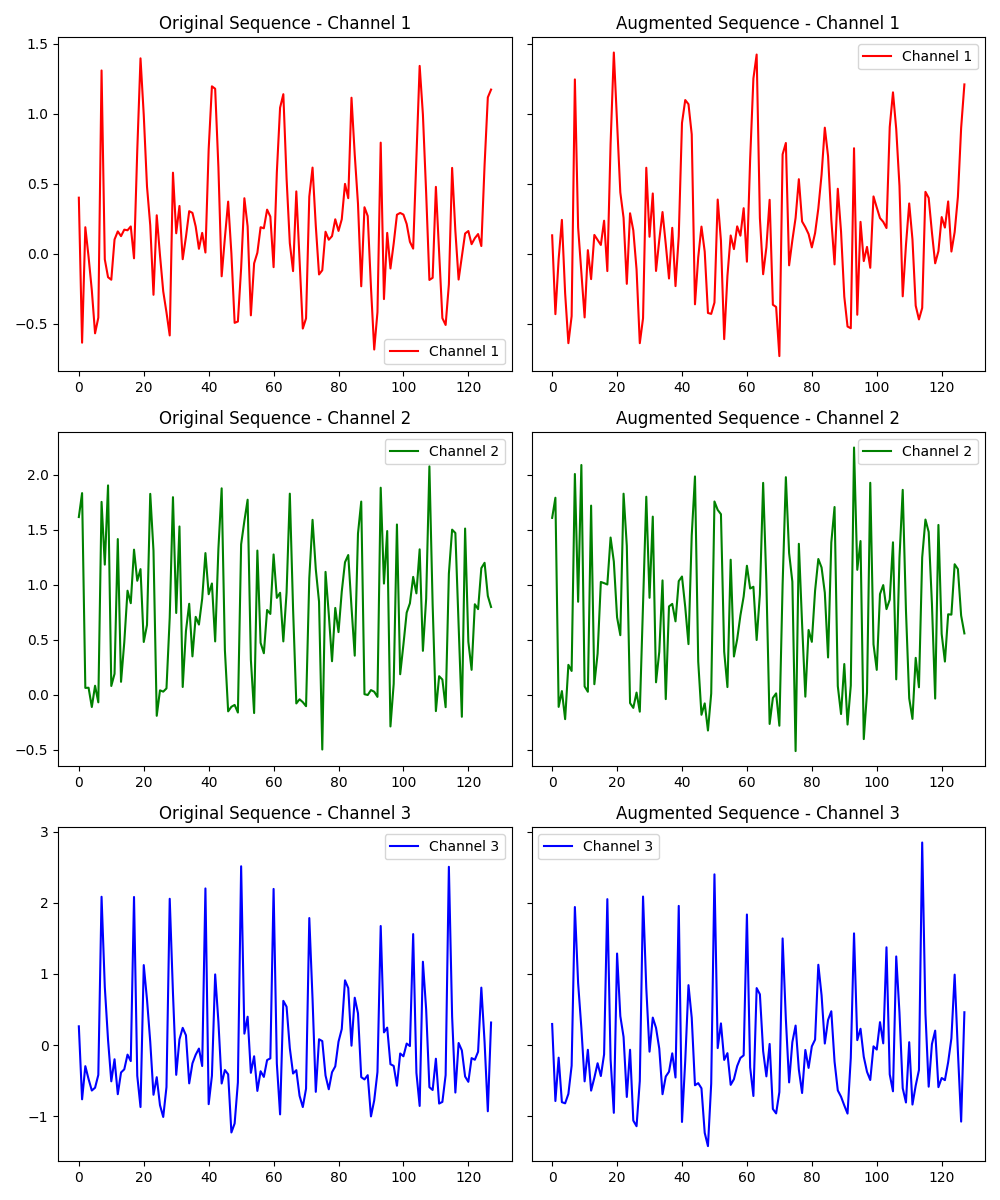 Original Sequence - Channel 1
Augmented Sequence - Channel 1
1.5
1.0
0.5
0.0
−0.5
Channel 1
Channel 1
0 20 40 60 80 100 120
0 20 40 60 80 100 120
Original Sequence - Channel 2
Augmented Sequence - Channel 2
2.0
1.5
1.0
0.5
0.0
−0.5
Channel 2
Channel 2
0 20 40 60 80 100 120
0 20 40 60 80 100 120
Original Sequence - Channel 3
Augmented Sequence - Channel 3
3
2
1
0
−1
Channel 3
Channel 3
0 20 40 60 80 100 120
0 20 40 60 80 100 120